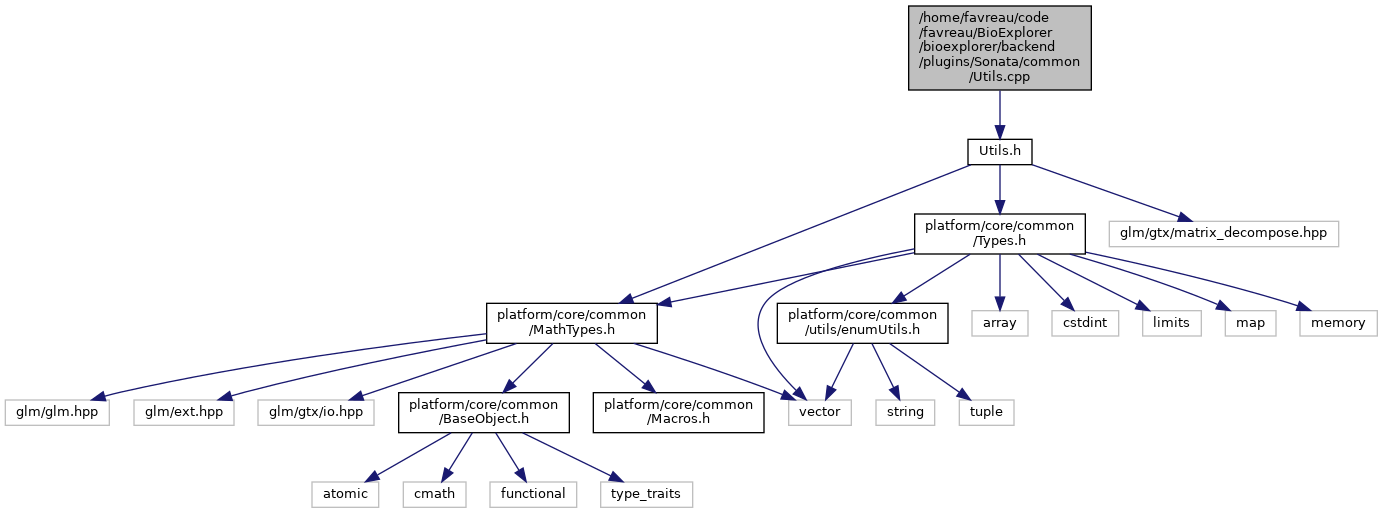 /home/favreau/code
/favreau/BioExplorer
/bioexplorer/backend
/plugins/Sonata/common
/Utils.cpp
Utils.h
platform/core/common
/Types.h
glm/gtx/matrix_decompose.hpp
platform/core/common
/MathTypes.h
platform/core/common
/utils/enumUtils.h
array
cstdint
limits
map
memory
glm/glm.hpp
glm/ext.hpp
glm/gtx/io.hpp
platform/core/common
/BaseObject.h
platform/core/common
/Macros.h
vector
string
tuple
atomic
cmath
functional
type_traits